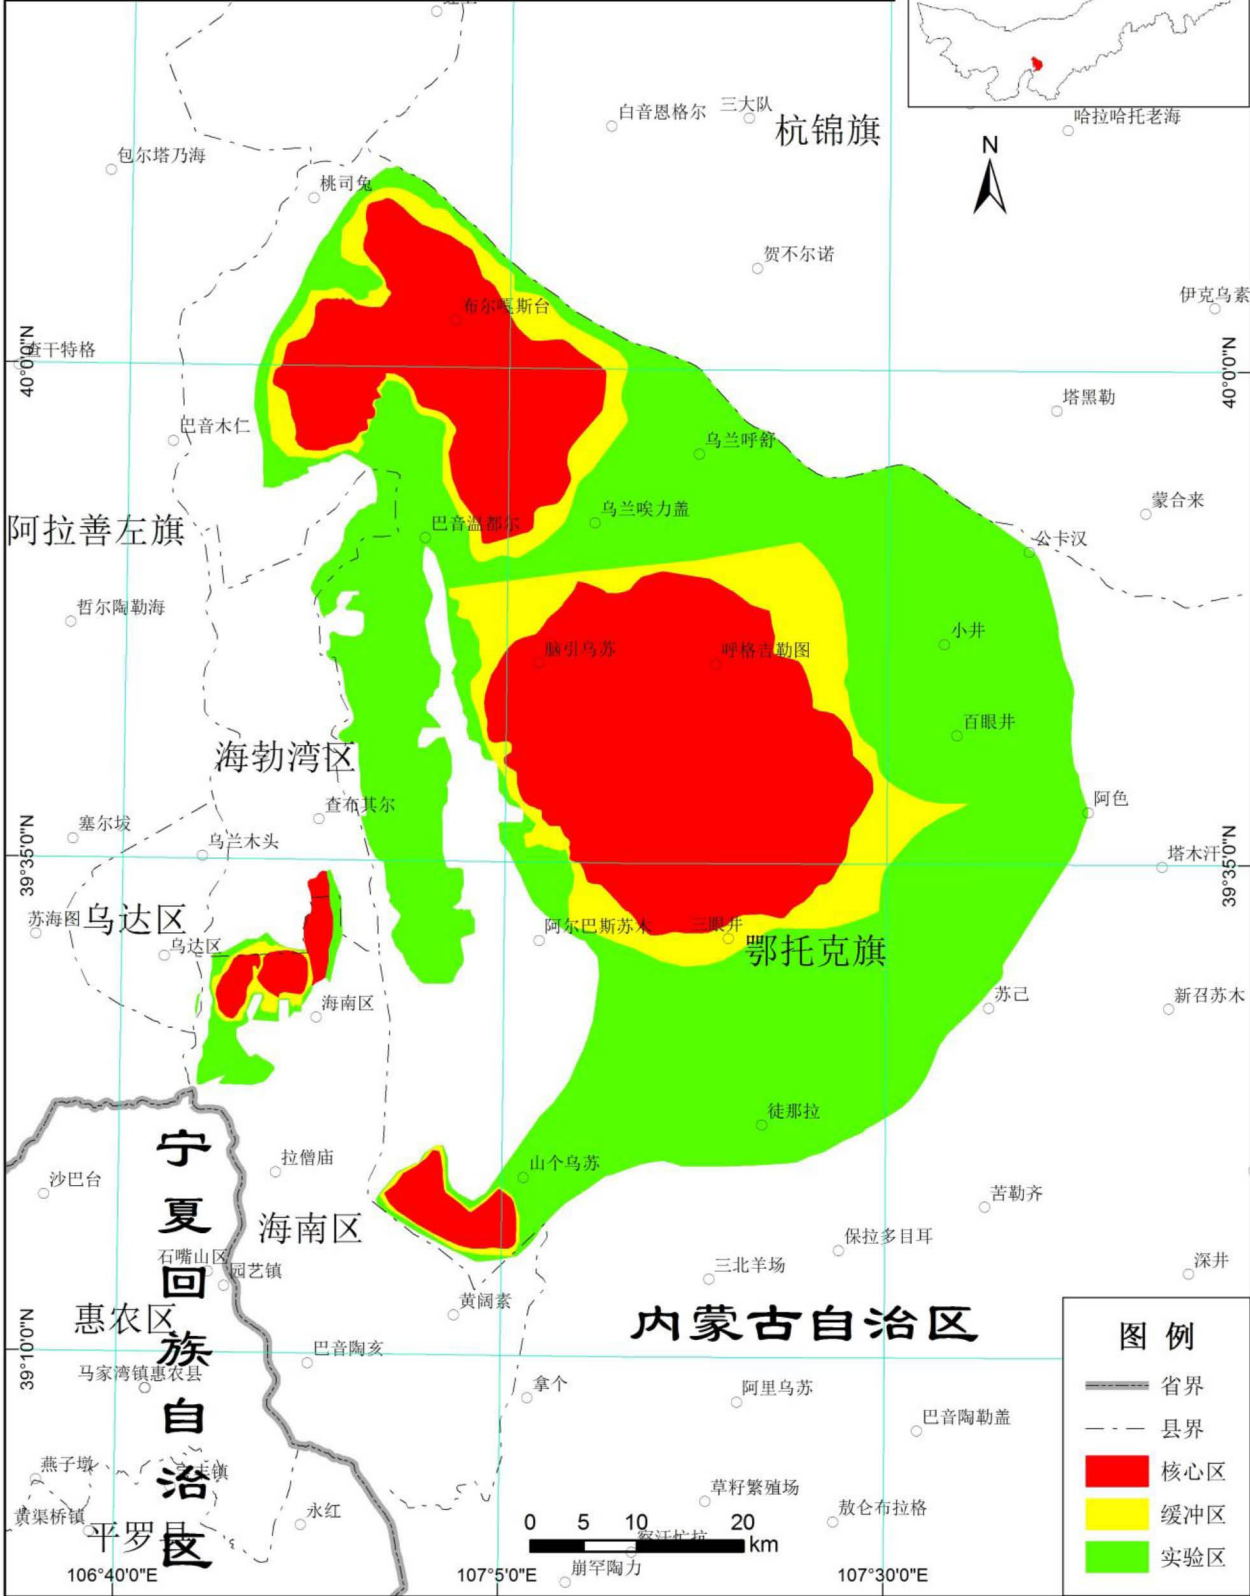 白音恩格尔
三大队
杭锦旗
哈拉哈托老海
N
包尔塔乃海
桃司兔
贺不尔诺
伊克乌素
布尔嘎斯台
40°0'0"N
查干特格
40°0'0"N
塔黑勒
巴音木仁
乌兰呼舒
蒙合来
乌兰唉力盖
阿拉善左旗
巴音温都尔
公卡汉
哲尔陶勒海
小井
脑引乌苏
呼格吉勒图
百眼井
海勃湾区
查布其尔
阿色
塞尔坺
乌兰木头
39°35'0"N
塔木汗
39°35'0"N
苏海图
乌达区
乌达区
阿尔巴斯苏木
三眼井
鄂托克旗
海南区
苏己
新召苏木
徒那拉
宁夏回族自治区
拉僧庙
山个乌苏
沙巴台
苦勒齐
海南区
保拉多目耳
石嘴山区
园艺镇
三北羊场
深井
黄阔素
惠农区
内蒙古自治区
图例
39°10'0"N
巴音陶亥
马家湾镇惠农县
拿个
阿里乌苏
省界
巴音陶勒盖
县界
燕子墩
核心区
草籽繁殖场
黄渠桥镇
永红
敖仑布拉格
缓冲区
平罗县
0 5 10 20 km
实验区
崩罕陶力
106°40'0"E
107°5'0"E
107°30'0"E